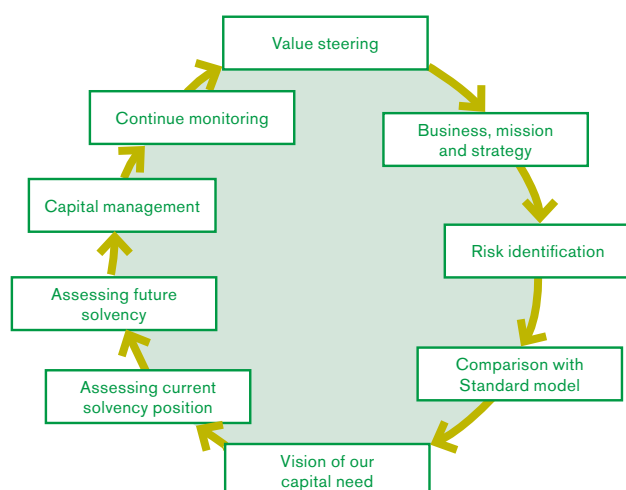 Value steering
Business, mission
and strategy
Risk identification
Comparison with
Standard model
Vision of our
capital need
Assessing current
solvency position
Assessing future
solvency
Capital management
Continue monitoring